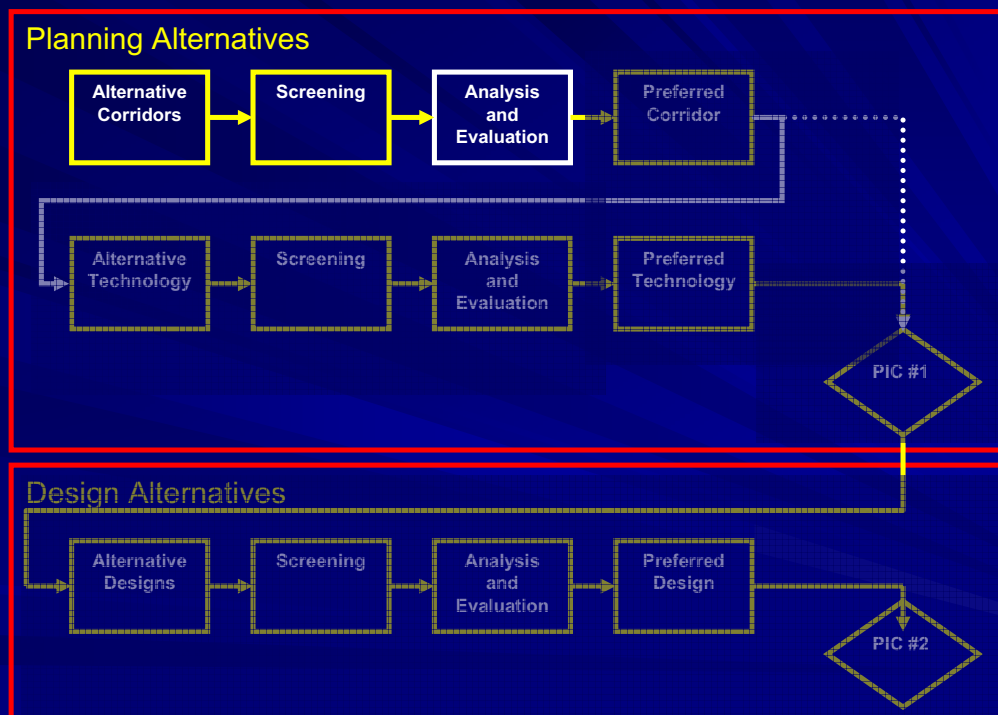 Planning Alternatives
Alternative
Corridors
Screening
Analysis
and
Evaluation
Preferred
Corridor
Alternative
Technology
Screening
Analysis
and
Evaluation
Preferred
Technology
PIC #1
Design Alternatives
Alternative
Designs
Screening
Analysis
and
Evaluation
Preferred
Design
PIC #2